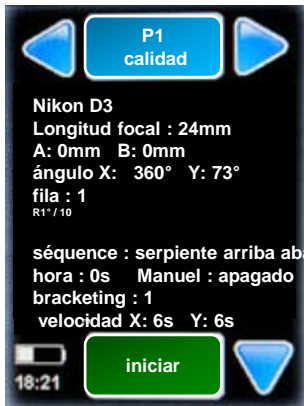 P1
calidad
Nikon D3
Longitud focal : 24mm
A: 0mm B: 0mm
ángulo X: 360° Y: 73°
fila : 1
R1° / 10
séquence : serpiente arriba aba
hora : 0s Manuel : apagado
bracketing : 1
velocidad X: 6s Y: 6s
iniciar
18:21